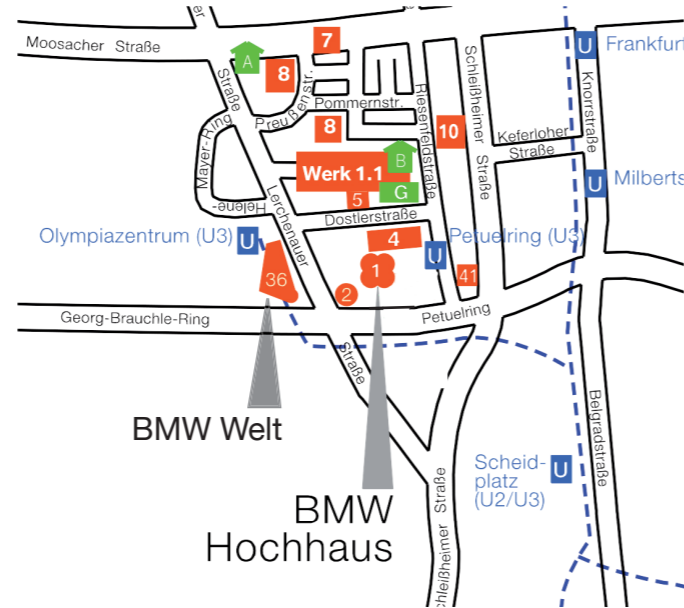 er
Moosacher Straße
A
8
7
U
Frankfurt
Straße
Preußenstr.
Pommernstr.
8
Riesenfeldstraße
10
Schleißheimer
Straße
Keferloher
Straße
Knorrstraße
Mayer-Ring
Helene-
Werk 1.1
B
G
5
U
Milberts
Lerchenauer
Dostlerstraße
Olympiazentrum (U3)
U
4
U
Petuelring (U3)
36
2
1
41
Georg-Brauchle-Ring
Petuelring
Straße
BMW Welt
Belgradstraße
Scheid-
platz
(U2/U3)
U
BMW
Hochhaus
chleißheimer Straße